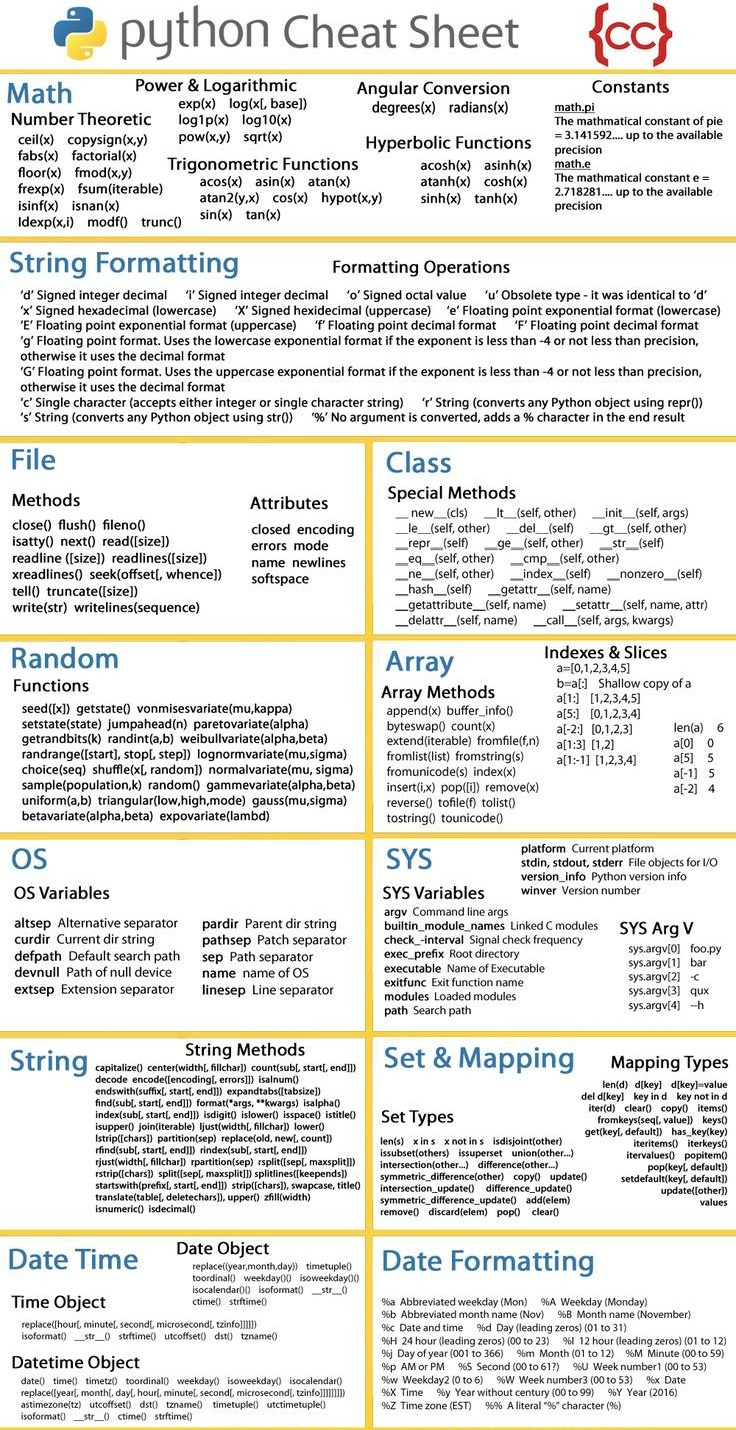 python Cheat Sheet {cc}
Math
Number Theoretic
ceil(x) copysign(x,y)
fabs(x) factorial(x)
floor(x) fmod(x,y)
frexp(x) fsum(iterable)
isinf(x) isnan(x)
ldexp(x,i) modf() trunc()
Power & Logarithmic
exp(x) log(x[, base])
log1p(x) log10(x)
pow(x,y) sqrt(x)
Trigonometric Functions
acos(x) asin(x) atan(x)
atan2(y,x) cos(x) hypot(x,y)
sin(x) tan(x)
Angular Conversion
degrees(x) radians(x)
Hyperbolic Functions
acosh(x) asinh(x)
atanh(x) cosh(x)
sinh(x) tanh(x)
Constants
math.pi
The mathmatical constant of pie
= 3.141592.... up to the available
precision
math.e
The mathmatical constant e =
2.718281.... up to the available
precision
String Formatting
Formatting Operations
‘d’ Signed integer decimal ‘i’ Signed integer decimal ‘o’ Signed octal value ‘u’ Obsolete type - it was identical to ‘d’
‘x’ Signed hexadecimal (lowercase) ‘X’ Signed hexidecimal (uppercase) ‘e’ Floating point exponential format (lowercase)
‘E’ Floating point exponential format (uppercase) ‘f’ Floating point decimal format ‘F’ Floating point decimal format
‘g’ Floating point format. Uses the lowercase exponential format if the exponent is less than -4 or not less than precision,
otherwise it uses the decimal format
‘G’ Floating point format. Uses the uppercase exponential format if the exponent is less than -4 or not less than precision,
otherwise it uses the decimal format
‘c’ Single character (accepts either integer or single character string) ‘r’ String (converts any Python object using repr())
‘s’ String (converts any Python object using str()) ‘%’ No argument is converted, adds a % character in the end result
File
Methods
close() flush() fileno()
isatty() next() read([size])
readline ([size]) readlines([size])
xreadlines() seek(offset[, whence])
tell() truncate([size])
write(str) writelines(sequence)
Attributes
closed encoding
errors mode
name newlines
softspace
Class
Special Methods
__ new__(cls) __lt__(self, other) __init__(self, args)
__le__(self, other) __del__(self) __gt__(self, other)
__repr__(self) __ge__(self, other) __str__(self)
__eq__(self, other) __cmp__(self, other)
__ne__(self, other) __index__(self) __nonzero__(self)
__hash__(self) __getattr__(self, name)
__getattribute__(self, name) __setattr__(self, name, attr)
__delattr__(self, name) __call__(self, args, kwargs)
Random
Functions
seed([x]) getstate() vonmisesvariate(mu,kappa)
setstate(state) jumpahead(n) paretovariate(alpha)
getrandbits(k) randint(a,b) weibullvariate(alpha,beta)
randrange([start], stop[, step]) lognormvariate(mu,sigma)
choice(seq) shuffle(x[, random]) normalvariate(mu, sigma)
sample(population,k) random() gammevariate(alpha,beta)
uniform(a,b) triangular(low,high,mode) gauss(mu,sigma)
betavariate(alpha,beta) expovariate(lambd)
Array
Array Methods
append(x) buffer_info()
byteswap() count(x)
extend(iterable) fromfile(f,n)
fromlist(list) fromstring(s)
fromunicode(s) index(x)
insert(i,x) pop([i]) remove(x)
reverse() tofile(f) tolist()
tostring() tounicode()
Indexes & Slices
a=[0,1,2,3,4,5]
b=a[:] Shallow copy of a
a[1:] [1,2,3,4,5]
a[5:] [0,1,2,3,4]
a[-2:] [0,1,2,3]
a[1:3] [1,2]
a[1:-1] [1,2,3,4]
len(a) 6
a[0] 0
a[5] 5
a[-1] 5
a[-2] 4
OS
OS Variables
altsep Alternative separator
curdir Current dir string
defpath Default search path
devnull Path of null device
extsep Extension separator
pardir Parent dir string
pathsep Patch separator
sep Path separator
name name of OS
linesep Line separator
SYS
SYS Variables
argv Command line args
builtin_module_names Linked C modules
check_-interval Signal check frequency
exec_prefix Root directory
executable Name of Executable
exitfunc Exit function name
modules Loaded modules
path Search path
platform Current platform
stdin, stdout, stderr File objects for I/O
version_info Python version info
winver Version number
SYS Arg V
sys.argv[0] foo.py
sys.argv[1] bar
sys.argv[2] -c
sys.argv[3] qux
sys.argv[4] --h
String
String Methods
capitalize() center(width[, fillchar]) count(sub[, start[, end]])
decode encode([encoding[, errors]]) isalnum()
endswith(suffix[, start[, end]]) expandtabs([tabsize])
find(sub[, start[, end]]) format(*args, **kwargs) isalpha()
index(sub[, start[, end]]) isdigit() islower() isspace() istitle()
isupper() join(iterable) ljust(width[, fillchar]) lower()
lstrip([chars]) partition(sep) replace(old, new[, count])
rfind(sub[, start[, end]]) rindex(sub[, start[, end]])
rjust(width[, fillchar]) rpartition(sep) rsplit([sep[, maxsplit]])
rstrip([chars]) split([sep[, maxsplit]]) splitlines([keepends])
startswith(prefix[, start[, end]]) strip([chars]), swapcase, title()
translate(table[, deletechars]), upper() zfill(width)
isnumeric() isdecimal()
Set & Mapping
Set Types
len(s) x in s x not in s isdisjoint(other)
issubset(others) issuperset union(other...)
intersection(other...) difference(other...)
symmetric_difference(other) copy() update()
intersection_update() difference_update()
symmetric_difference_update() add(elem)
remove() discard(elem) pop() clear()
Mapping Types
len(d) d[key] d[key]=value
del d[key] key in d key not in d
iter(d) clear() copy() items()
fromkeys(seq[, value]) keys()
get(key[, default]) has_key(key)
iteritems() iterkeys()
itervalues() popitem()
pop(key[, default])
setdefault(key[, default])
update([other])
values
Date Time
Date Object
replace((year,month,day)) timetuple()
toordinal() weekday()() isoweekday()()
isocalendar()() isoformat() __str__()
ctime() strftime()
Time Object
replace([hour[, minute[, second[, microsecond[, tzinfo]]]]])
isoformat() __str__() strftime() utcoffset() dst() tzname()
Datetime Object
date() time() timetz() toordinal() weekday() isoweekday() isocalendar()
replace([year[, month[, day[, hour[, minute[, second[, microsecond[, tzinfo]]]]]]]])
astimezone(tz) utcoffset() dst() tzname() timetuple() utctimetuple()
isoformat() __str__() ctime() strftime()
Date Formatting
%a Abbreviated weekday (Mon) %A Weekday (Monday)
%b Abbreviated month name (Nov) %B Month name (November)
%c Date and time %d Day (leading zeros) (01 to 31)
%H 24 hour (leading zeros) (00 to 23) %I 12 hour (leading zeros) (01 to 12)
%j Day of year (001 to 366) %m Month (01 to 12) %M Minute (00 to 59)
%p AM or PM %S Second (00 to 61?) %U Week number1 (00 to 53)
%w Weekday2 (0 to 6) %W Week number3 (00 to 53) %x Date
%X Time %y Year without century (00 to 99) %Y Year (2016)
%Z Time zone (EST) %% A literal “%” character (%)